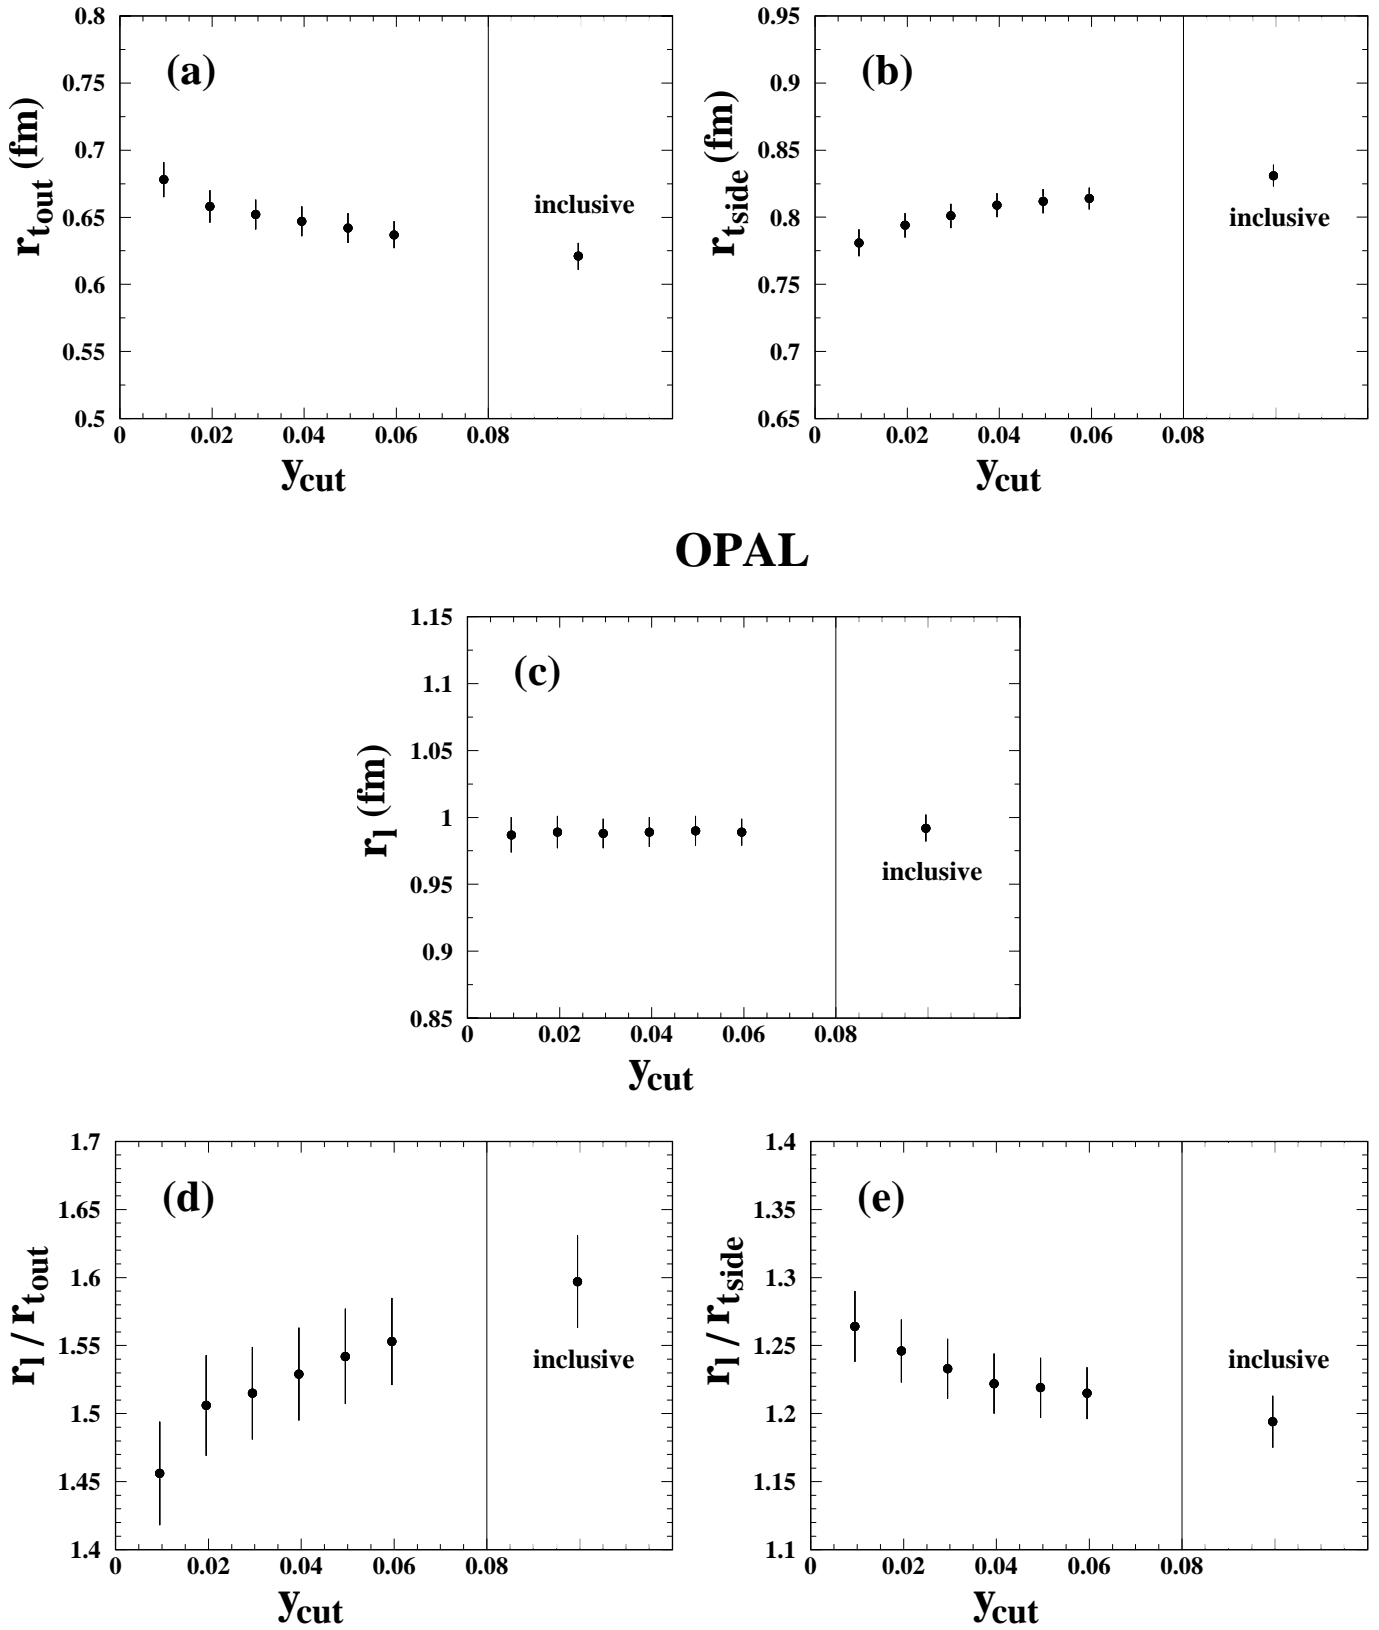 (a)
r_tout (fm)
0.8
0.75
0.7
0.65
0.6
0.55
0.5
inclusive
0 0.02 0.04 0.06 0.08
y_cut
(b)
r_tside (fm)
0.95
0.9
0.85
0.8
0.75
0.7
0.65
inclusive
0 0.02 0.04 0.06 0.08
y_cut
OPAL
(c)
r_l (fm)
1.15
1.1
1.05
1
0.95
0.9
0.85
inclusive
0 0.02 0.04 0.06 0.08
y_cut
(d)
r_l / r_tout
1.7
1.65
1.6
1.55
1.5
1.45
1.4
inclusive
0 0.02 0.04 0.06 0.08
y_cut
(e)
r_l / r_tside
1.4
1.35
1.3
1.25
1.2
1.15
1.1
inclusive
0 0.02 0.04 0.06 0.08
y_cut